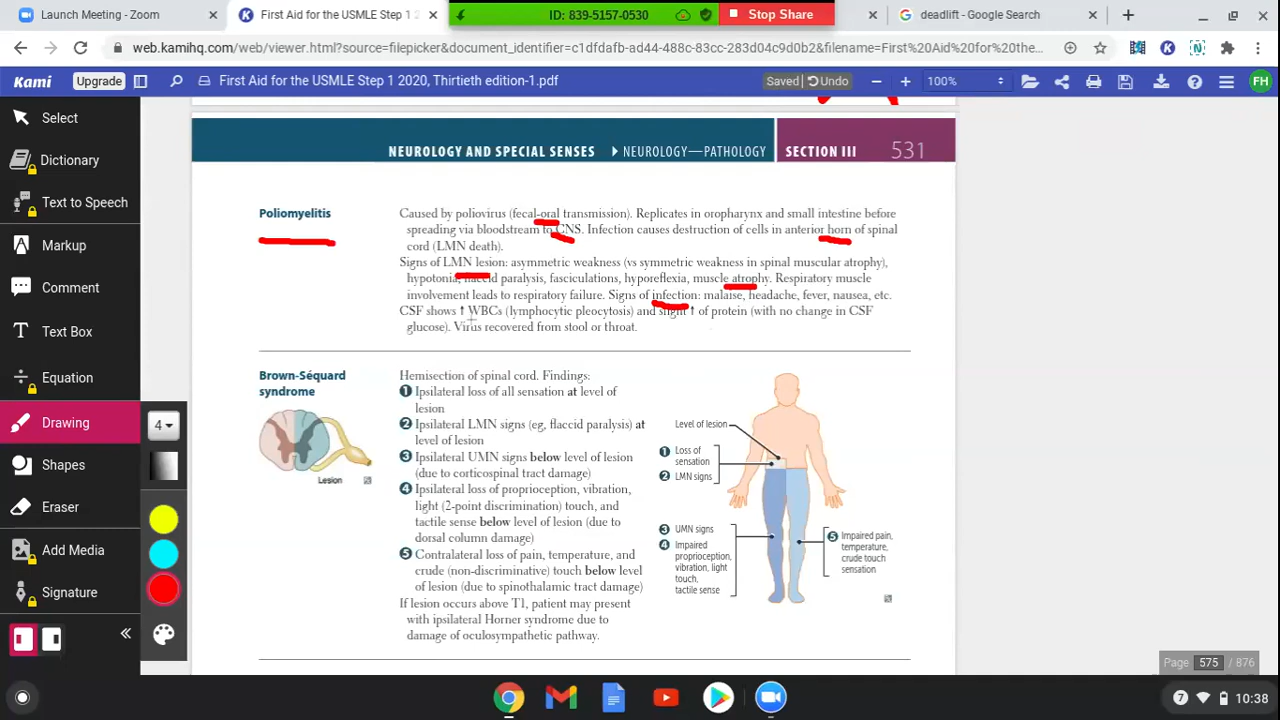 Launch Meeting - Zoom
First Aid for the USMLE Step 1 2
ID: 839-5157-0530
Stop Share
deadlift - Google Search
web.kamihq.com/web/viewer.html?source=filepicker&document_identifier=c1dfdafb-ad44-488c-83cc-283d04c9d0b2&filename=First%20Aid%20for%20the...
Kami
Upgrade
First Aid for the USMLE Step 1 2020, Thirtieth edition-1.pdf
Saved
Undo
100%
FH
Select
Dictionary
Text to Speech
Markup
Comment
Text Box
Equation
Drawing
4
Shapes
Eraser
Add Media
Signature
NEUROLOGY AND SPECIAL SENSES
NEUROLOGY—PATHOLOGY
SECTION III
531
Poliomyelitis
Caused by poliovirus (fecal-oral transmission). Replicates in oropharynx and small intestine before
spreading via bloodstream to CNS. Infection causes destruction of cells in anterior horn of spinal
cord (LMN death).
Signs of LMN lesion: asymmetric weakness (vs symmetric weakness in spinal muscular atrophy),
hypotonia, flaccid paralysis, fasciculations, hyporeflexia, muscle atrophy. Respiratory muscle
involvement leads to respiratory failure. Signs of infection: malaise, headache, fever, nausea, etc.
CSF shows ↑ WBCs (lymphocytic pleocytosis) and slight ↑ of protein (with no change in CSF
glucose). Virus recovered from stool or throat.
Brown-Séquard
syndrome
Lesion
Hemisection of spinal cord. Findings:
1 Ipsilateral loss of all sensation at level of
lesion
2 Ipsilateral LMN signs (eg, flaccid paralysis) at
level of lesion
3 Ipsilateral UMN signs below level of lesion
(due to corticospinal tract damage)
4 Ipsilateral loss of proprioception, vibration,
light (2-point discrimination) touch, and
tactile sense below level of lesion (due to
dorsal column damage)
5 Contralateral loss of pain, temperature, and
crude (non-discriminative) touch below level
of lesion (due to spinothalamic tract damage)
If lesion occurs above T1, patient may present
with ipsilateral Horner syndrome due to
damage of oculosympathetic pathway.
Level of lesion
1 Loss of
sensation
2 LMN signs
3 UMN signs
4 Impaired
proprioception,
vibration, light
touch,
tactile sense
5 Impaired pain,
temperature,
crude touch
sensation
Page 575 / 876
7
10:38